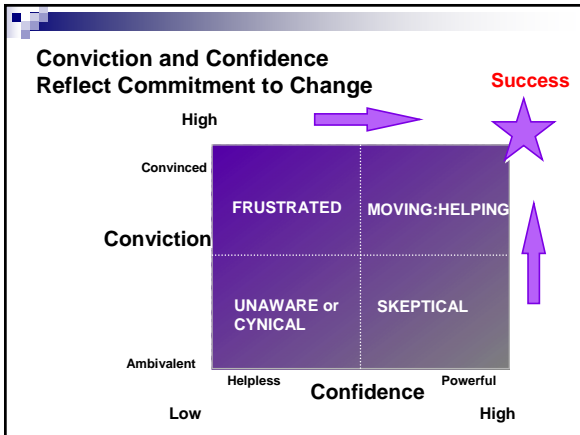 Conviction and Confidence
Reflect Commitment to Change
Success
High
Convinced
FRUSTRATED
MOVING:HELPING
Conviction
UNAWARE or
CYNICAL
SKEPTICAL
Ambivalent
Helpless
Confidence
Powerful
Low
High